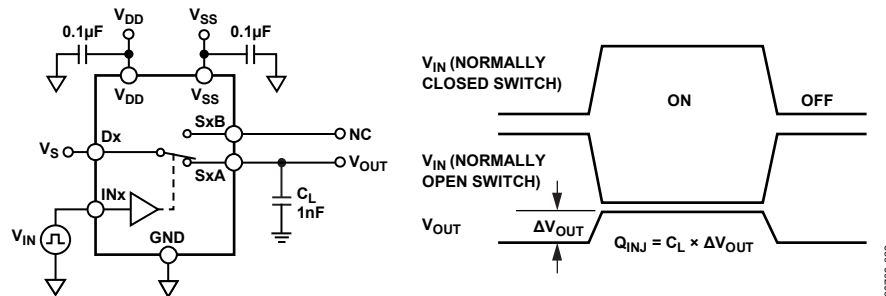 VDD
VSS
0.1µF
0.1µF
VDD
VSS
SxB
NC
VS
Dx
SxA
VOUT
INx
CL
1nF
VIN
GND
VIN (NORMALLY
CLOSED SWITCH)
ON
OFF
VIN (NORMALLY
OPEN SWITCH)
VOUT
ΔVOUT
QINJ = CL × ΔVOUT